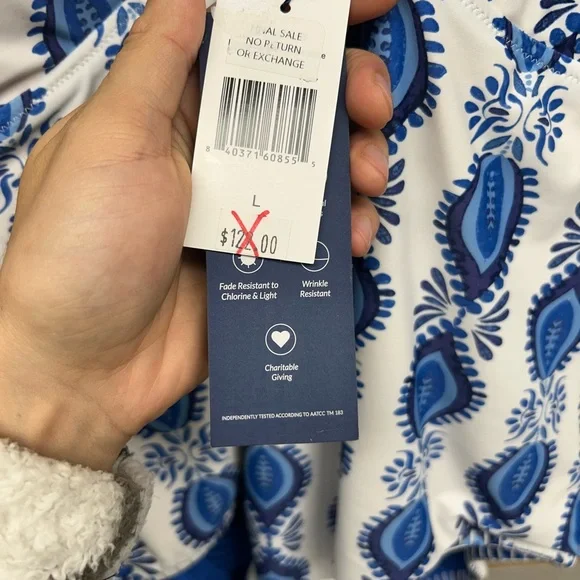 FINAL SALE
NO RETURN
OR EXCHANGE
8 40371 60855 5
L
$122.00
Fade Resistant to
Chlorine & Light
Wrinkle
Resistant
Charitable
Giving
INDEPENDENTLY TESTED ACCORDING TO AATCC TM 183